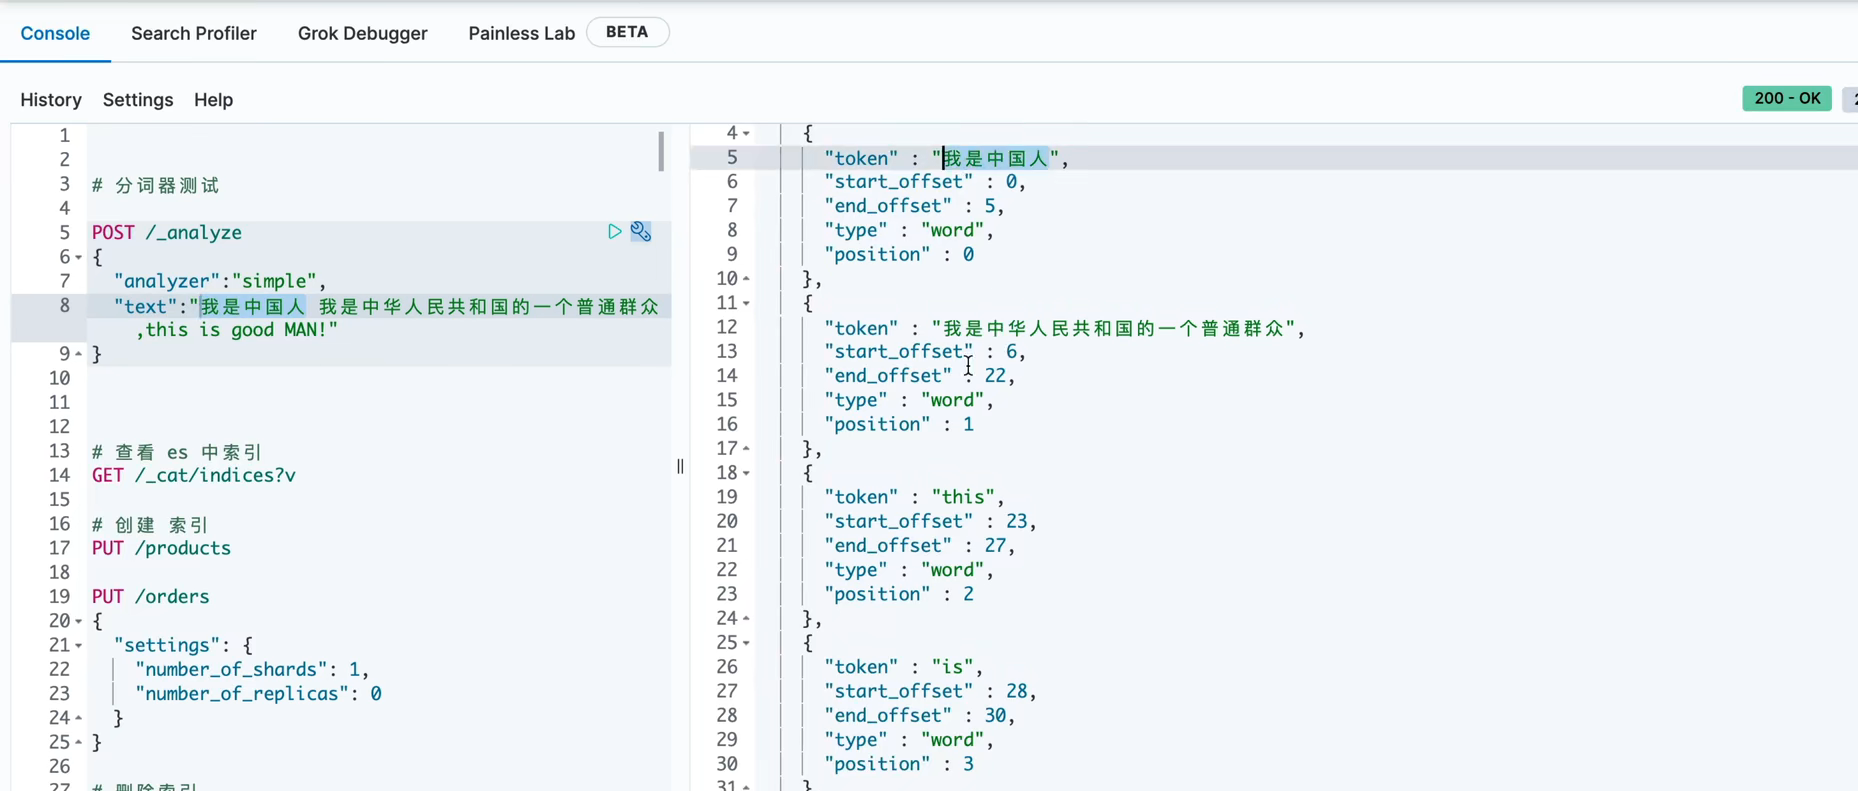 Console Search Profiler Grok Debugger Painless Lab BETA
History Settings Help
200 - OK
1
2
3 # 分词器测试
4
5 POST /_analyze
6 {
7 "analyzer":"simple",
8 "text":"我是中国人 我是中华人民共和国的一个普通群众
,this is good MAN!"
9 }
10
11
12
13 # 查看 es 中索引
14 GET /_cat/indices?v
15
16 # 创建 索引
17 PUT /products
18
19 PUT /orders
20 {
21 "settings": {
22 "number_of_shards": 1,
23 "number_of_replicas": 0
24 }
25 }
26
27 # 删除索引
4 {
5 "token" : "我是中国人",
6 "start_offset" : 0,
7 "end_offset" : 5,
8 "type" : "word",
9 "position" : 0
10 },
11 {
12 "token" : "我是中华人民共和国的一个普通群众",
13 "start_offset" : 6,
14 "end_offset" : 22,
15 "type" : "word",
16 "position" : 1
17 },
18 {
19 "token" : "this",
20 "start_offset" : 23,
21 "end_offset" : 27,
22 "type" : "word",
23 "position" : 2
24 },
25 {
26 "token" : "is",
27 "start_offset" : 28,
28 "end_offset" : 30,
29 "type" : "word",
30 "position" : 3
31 }